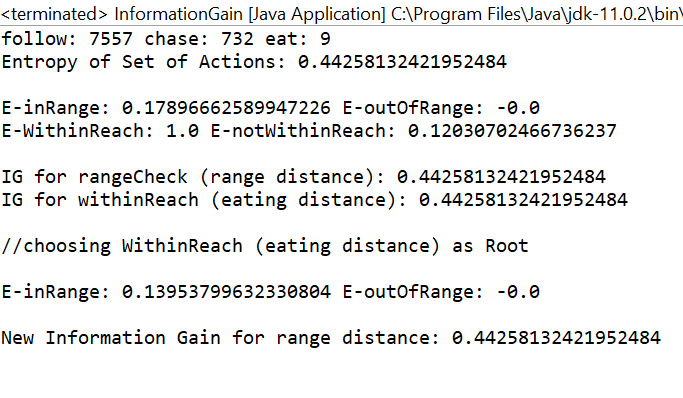 <terminated> InformationGain [Java Application] C:\Program Files\Java\jdk-11.0.2\bin\
follow: 7557 chase: 732 eat: 9
Entropy of Set of Actions: 0.44258132421952484
E-inRange: 0.17896662589947226 E-outOfRange: -0.0
E-WithinReach: 1.0 E-notWithinReach: 0.12030702466736237
IG for rangeCheck (range distance): 0.44258132421952484
IG for withinReach (eating distance): 0.44258132421952484
//choosing WithinReach (eating distance) as Root
E-inRange: 0.13953799632330804 E-outOfRange: -0.0
New Information Gain for range distance: 0.44258132421952484